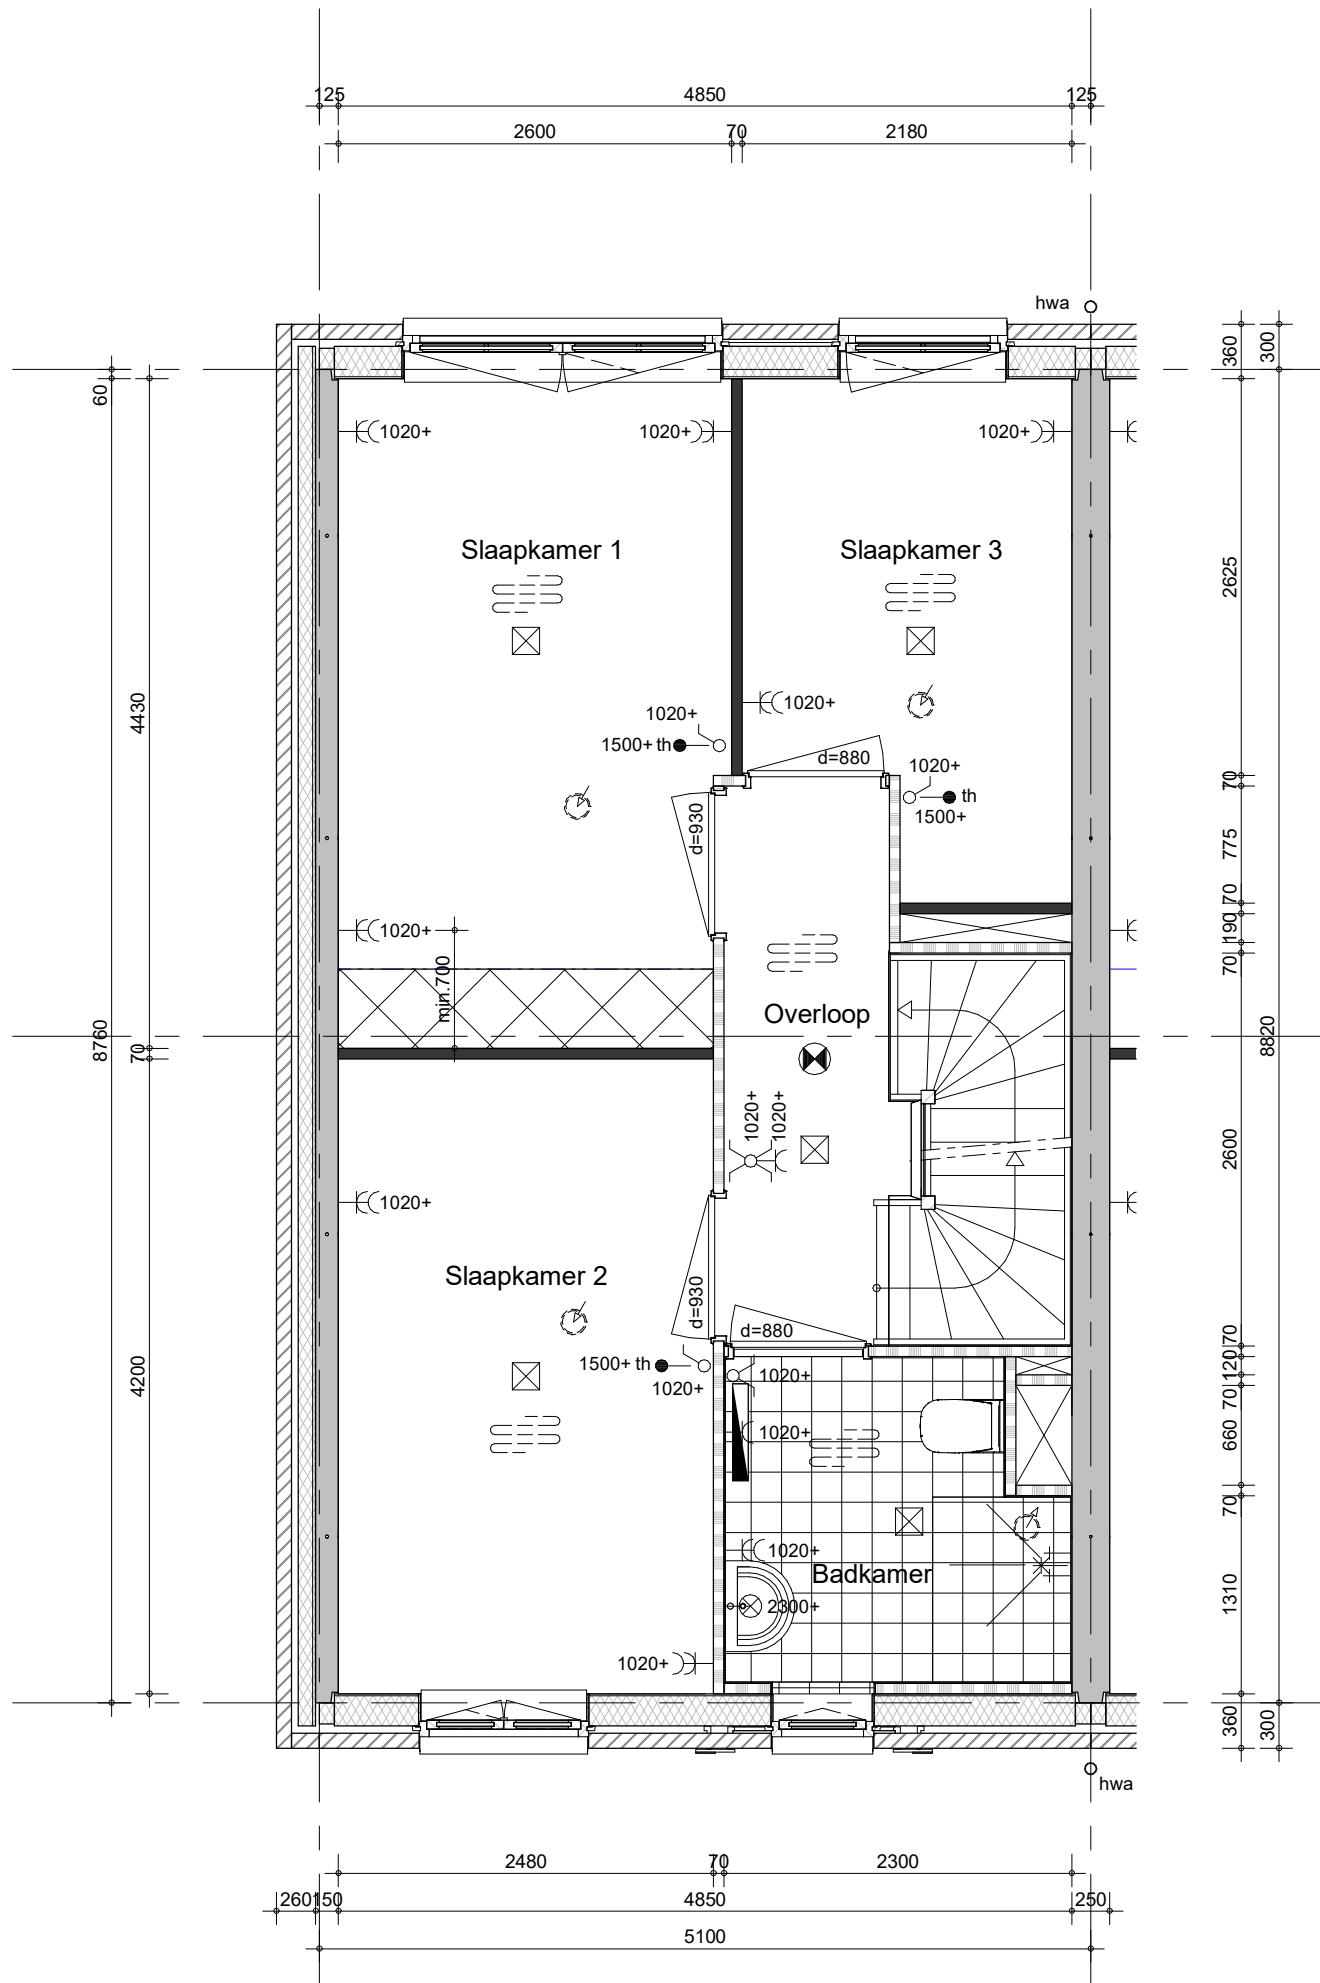 125 4850 125
2600 70 2180
hwa
360 300
60
1020+ 1020+ 1020+
Slaapkamer 1 Slaapkamer 3
2625
4430
1020+
1020+
1500+ th
d=880
1020+
th
1500+
70
d=930
775
70
1020+
190
min.700
70
Overloop
8760
70
8820
1020+
1020+
2600
1020+
Slaapkamer 2
d=930
d=880
70
1500+ th
1020+
1020+
120
4200
70
1020+
660
70
1020+
Badkamer
1310
2300+
1020+
360 300
hwa
2480 70 2300
260 150 4850 250
5100